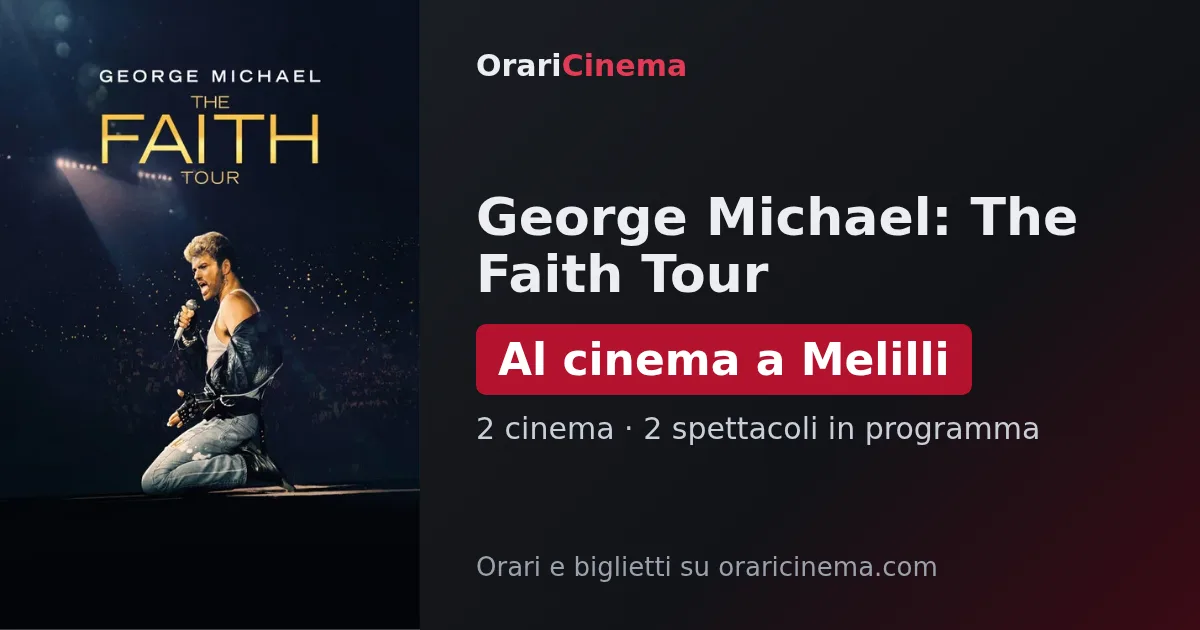 GEORGE MICHAEL
THE
FAITH
TOUR
OrariCinema
George Michael: The
Faith Tour
Al cinema a Melilli
2 cinema · 2 spettacoli in programma
Orari e biglietti su oraricinema.com